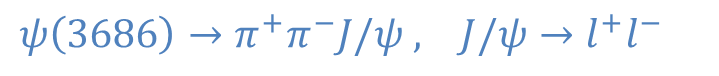 ψ(3686) → π⁺π⁻J/ψ , J/ψ → l⁺l⁻